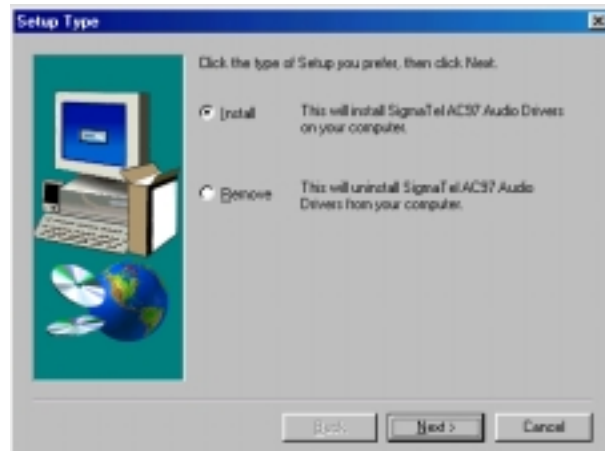 Setup Type
Click the type of Setup you prefer, then click Next.
Install
This will install SigmaTel AC97 Audio Drivers
on your computer.
Remove
This will uninstall SigmaTel AC97 Audio
Drivers from your computer.
Back
Next >
Cancel